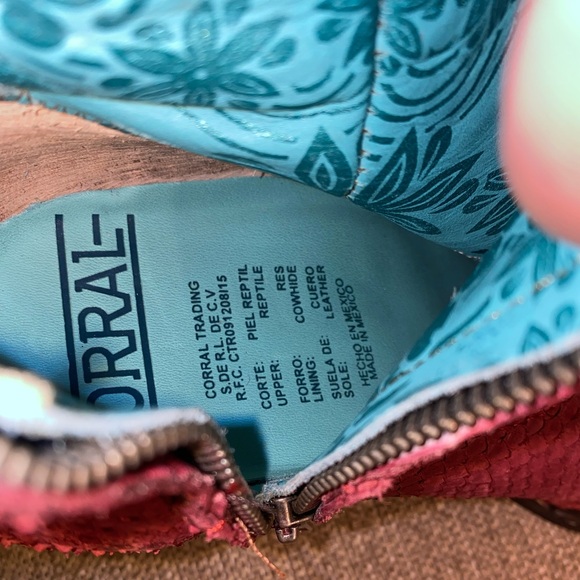 CORRAL
CORRAL TRADING
S.DE R.L. DE C.V
R.F.C. CTR091208I15
CORTE: PIEL REPTIL
UPPER: REPTILE
FORRO: RES
LINING: COWHIDE
SUELA DE: CUERO
SOLE: LEATHER
HECHO EN MEXICO
MADE IN MEXICO